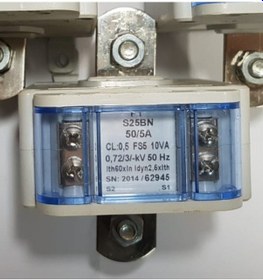 S25BN
50/5A
CL:0,5 FS5 10VA
0,72/3/-kV 50 Hz
Ith60xIn Idyn2,5xIth
SN: 2014 / 62945
S2 S1